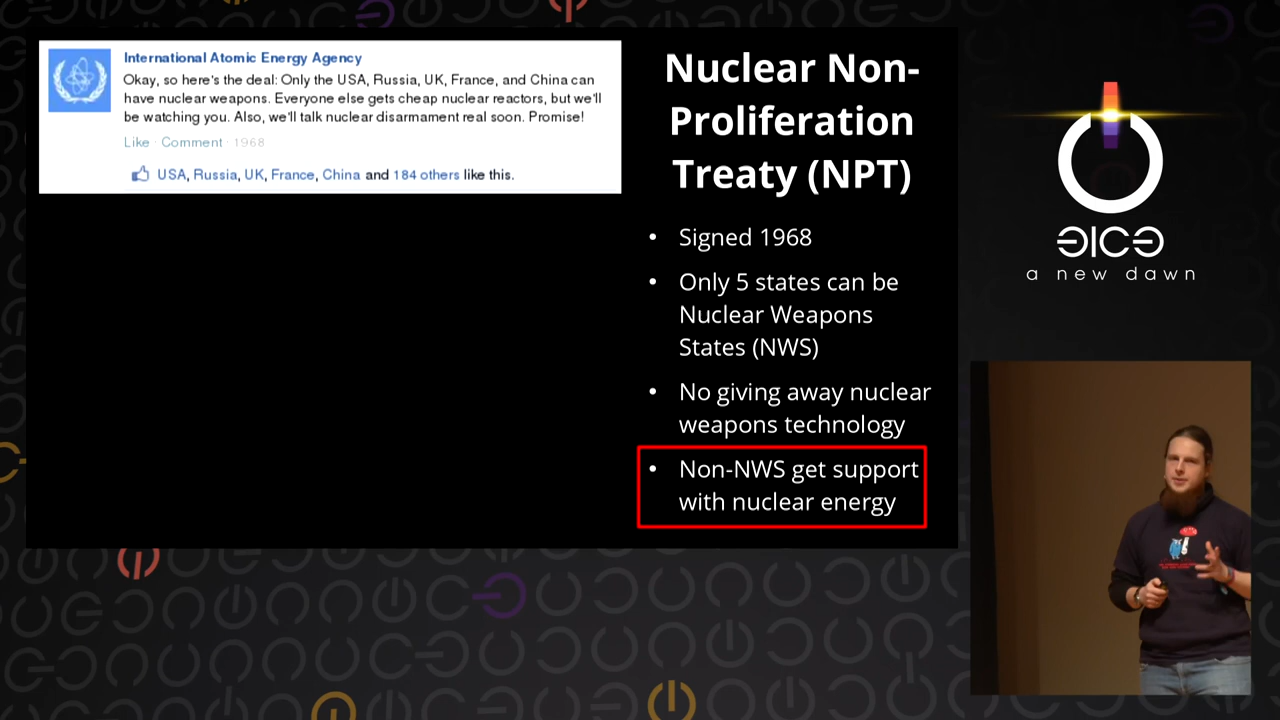 International Atomic Energy Agency
Okay, so here's the deal: Only the USA, Russia, UK, France, and China can
have nuclear weapons. Everyone else gets cheap nuclear reactors, but we'll
be watching you. Also, we'll talk nuclear disarmament real soon. Promise!
Like · Comment · 1968
USA, Russia, UK, France, China and 184 others like this.
Nuclear Non-
Proliferation
Treaty (NPT)
• Signed 1968
• Only 5 states can be
Nuclear Weapons
States (NWS)
• No giving away nuclear
weapons technology
• Non-NWS get support
with nuclear energy
a new dawn